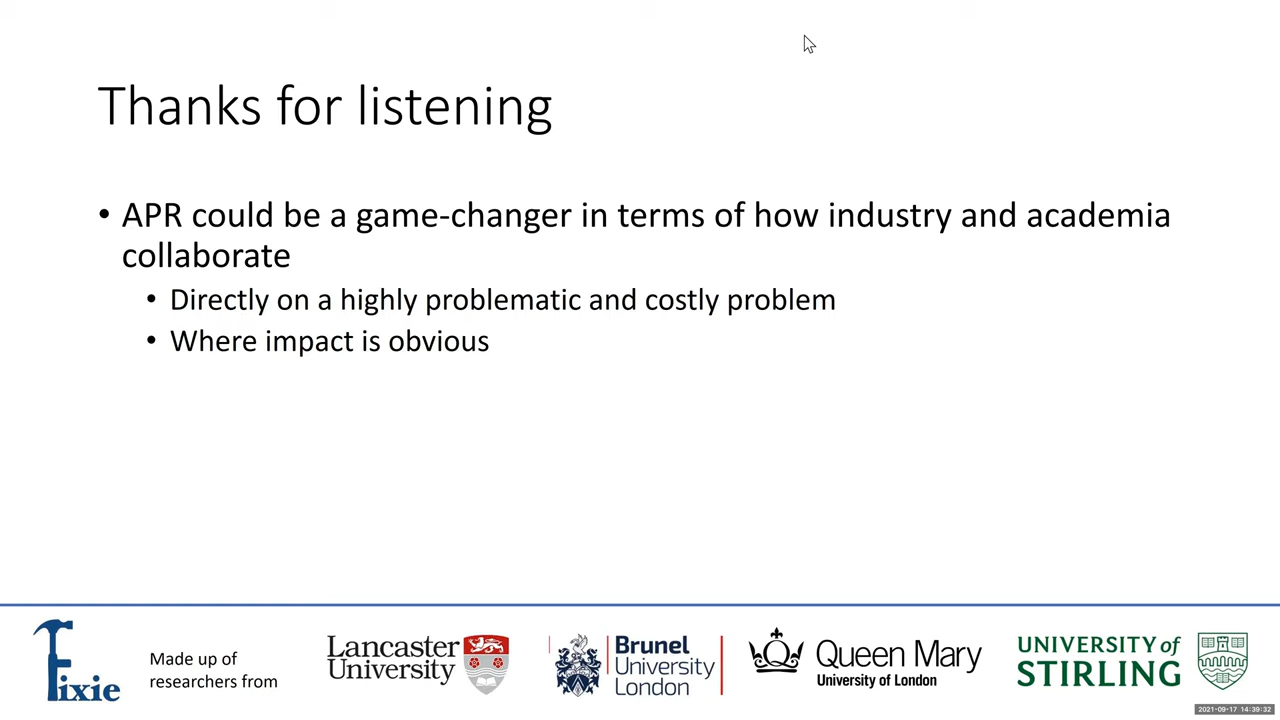 Thanks for listening
• APR could be a game-changer in terms of how industry and academia
collaborate
• Directly on a highly problematic and costly problem
• Where impact is obvious
Fixie
Made up of
researchers from
Lancaster
University
Brunel
University
London
Queen Mary
University of London
UNIVERSITY of
STIRLING
2021-09-17 14:39:32